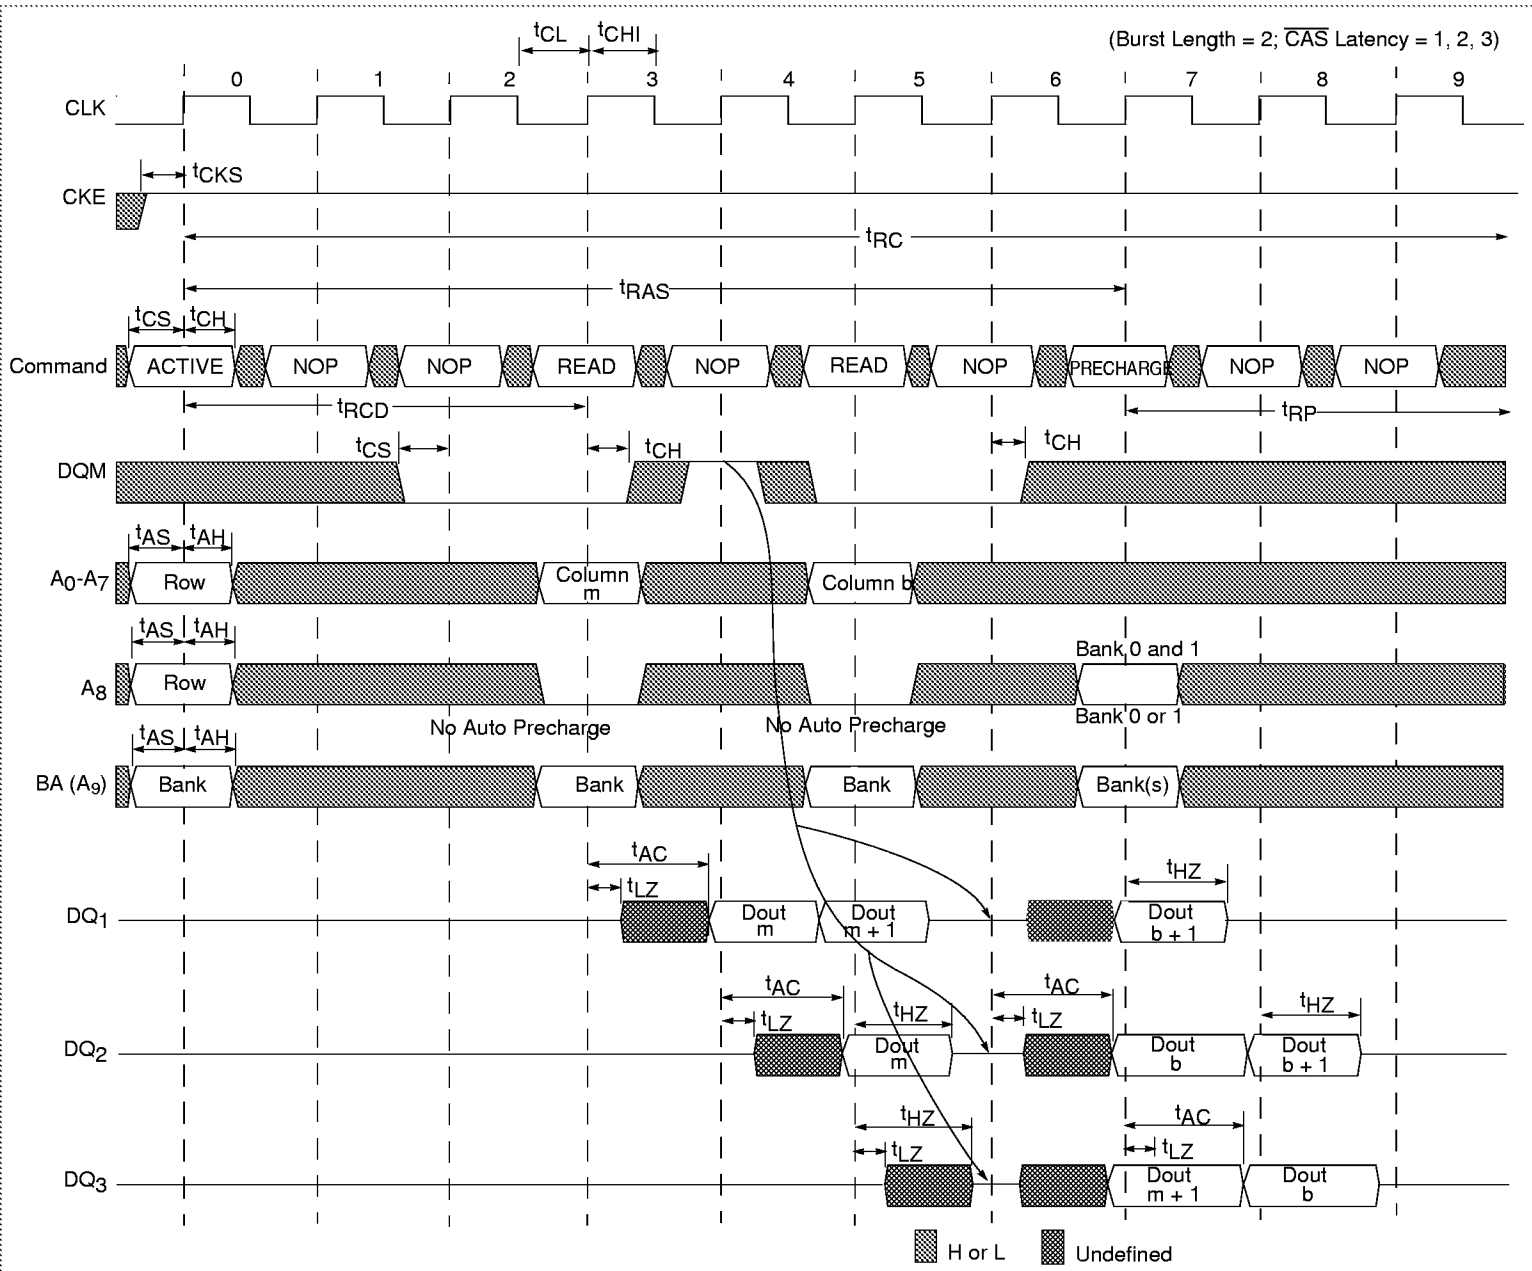 (Burst Length = 2; CAS Latency = 1, 2, 3)
tCL tCHI
0 1 2 3 4 5 6 7 8 9
CLK
tCKS
CKE
tRC
tRAS
tCS tCH
Command ACTIVE NOP NOP READ NOP READ NOP PRECHARGE NOP NOP
tRCD tRP
tCS tCH tCH
DQM
tAS tAH
A0-A7 Row Column m Column b
tAS tAH
Bank 0 and 1
A8 Row
Bank 0 or 1
No Auto Precharge No Auto Precharge
tAS tAH
BA (A9) Bank Bank Bank Bank(s)
tAC
tLZ tHZ
DQ1 Dout m Dout m + 1 Dout b + 1
tAC tAC
tLZ tHZ tLZ tHZ
DQ2 Dout m Dout b Dout b + 1
tHZ tAC
tLZ tLZ
DQ3 Dout m + 1 Dout b
H or L Undefined